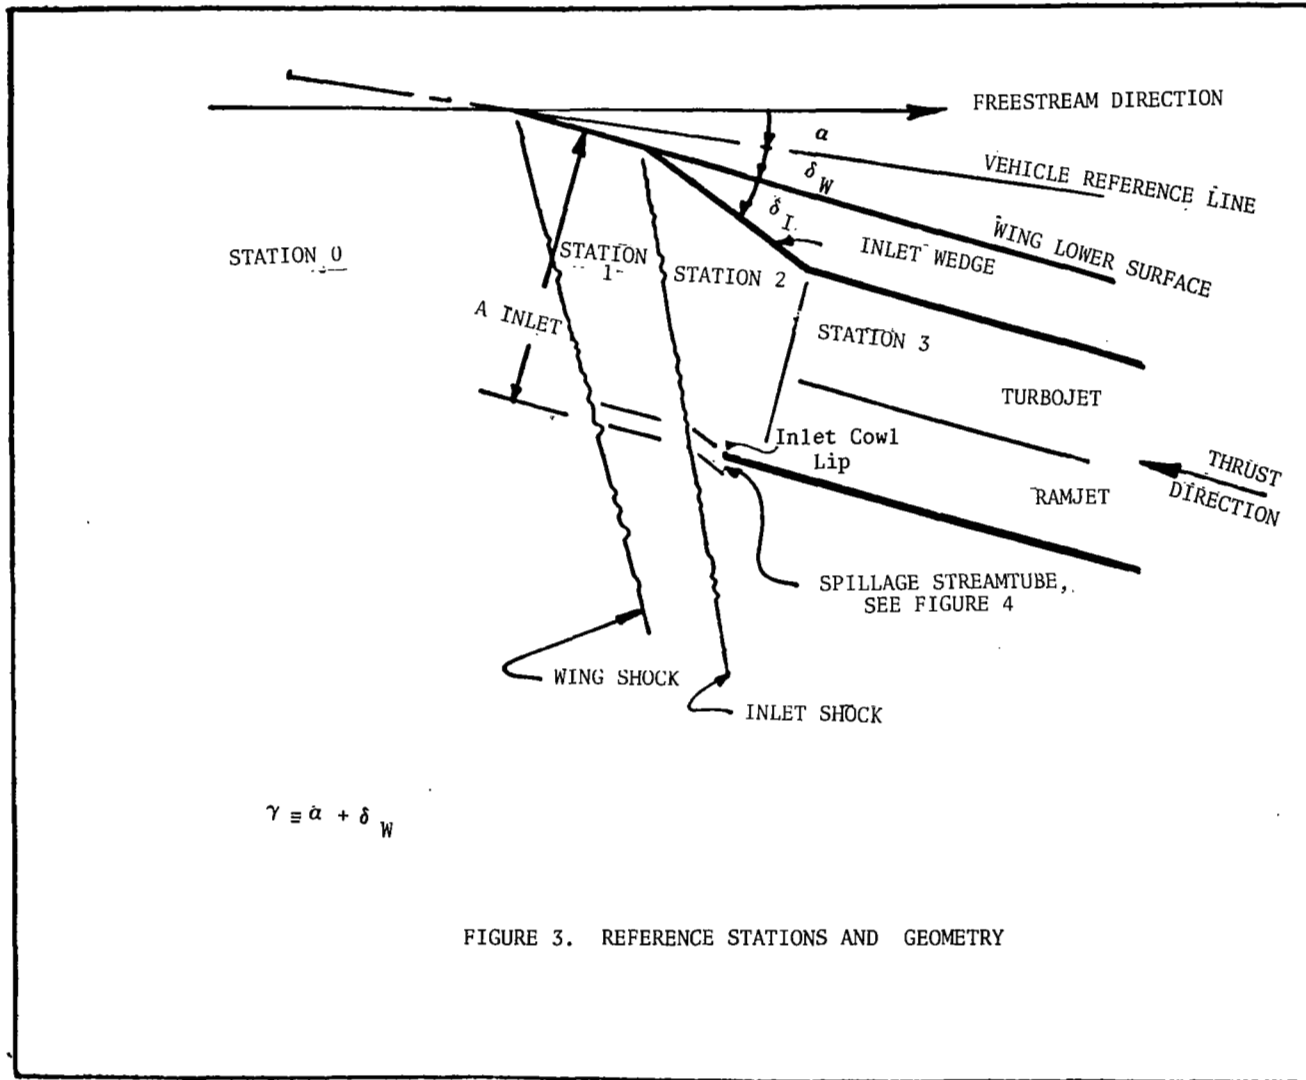 FREESTREAM DIRECTION
α
VEHICLE REFERENCE LINE
δ W
WING LOWER SURFACE
δ I.
INLET WEDGE
STATION 0
STATION
1
STATION 2
A INLET
STATION 3
TURBOJET
Inlet Cowl
Lip
THRUST
DIRECTION
RAMJET
SPILLAGE STREAMTUBE,
SEE FIGURE 4
WING SHOCK
INLET SHOCK
γ ≡ α + δ W
FIGURE 3. REFERENCE STATIONS AND GEOMETRY